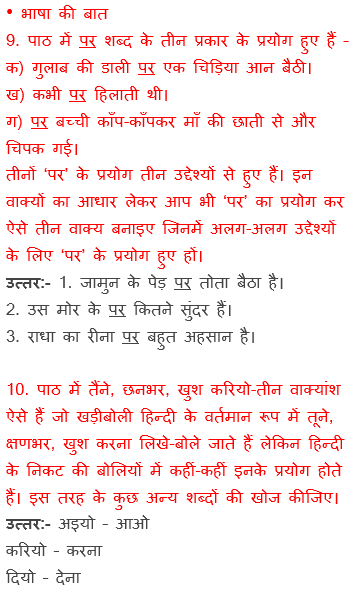 • भाषा की बात
9. पाठ में पर शब्द के तीन प्रकार के प्रयोग हुए हैं -
क) गुलाब की डाली पर एक चिड़िया आन बैठी।
ख) कभी पर हिलाती थी।
ग) पर बच्ची काँप-काँपकर माँ की छाती से और
चिपक गई।
तीनों 'पर' के प्रयोग तीन उद्देश्यों से हुए हैं। इन
वाक्यों का आधार लेकर आप भी 'पर' का प्रयोग कर
ऐसे तीन वाक्य बनाइए जिनमें अलग-अलग उद्देश्यों
के लिए 'पर' के प्रयोग हुए हों।
उत्तर:- 1. जामुन के पेड़ पर तोता बैठा है।
2. उस मोर के पर कितने सुंदर हैं।
3. राधा का रीना पर बहुत अहसान है।
10. पाठ में तैंने, छनभर, खुश करियो-तीन वाक्यांश
ऐसे हैं जो खड़ीबोली हिन्दी के वर्तमान रूप में तूने,
क्षणभर, खुश करना लिखे-बोले जाते हैं लेकिन हिन्दी
के निकट की बोलियों में कहीं-कहीं इनके प्रयोग होते
हैं। इस तरह के कुछ अन्य शब्दों की खोज कीजिए।
उत्तर:- अइयो - आओ
करियो - करना
दियो - देना